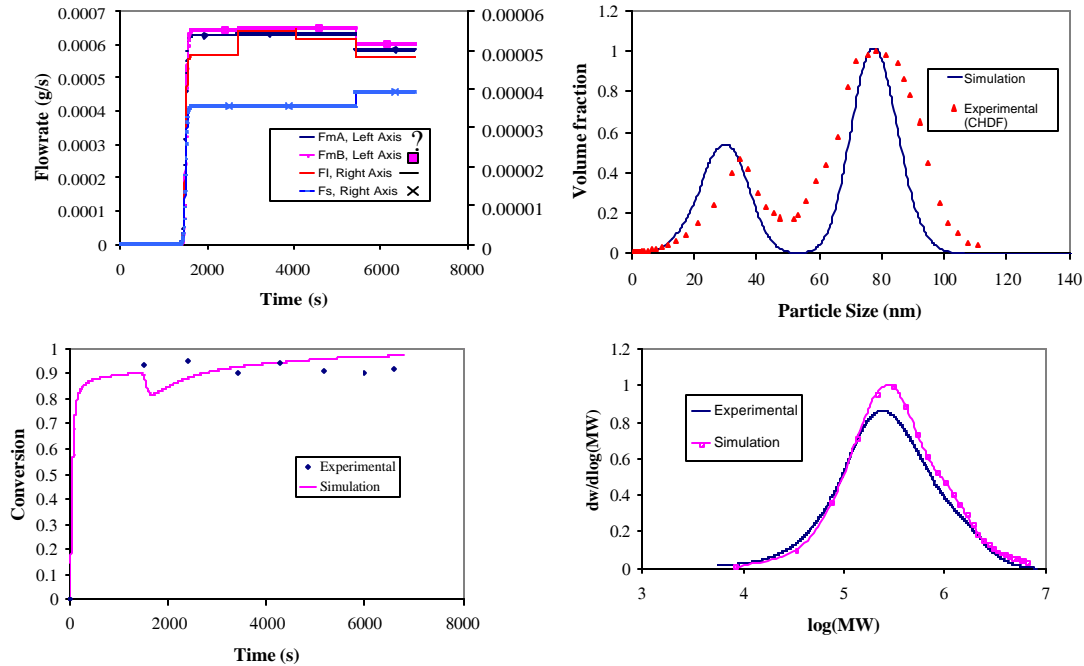 0.0007
0.0006
0.0005
0.0004
0.0003
0.0002
0.0001
0
Flowrate (g/s)
0.00006
0.00005
0.00004
0.00003
0.00002
0.00001
0
FmA, Left Axis ?
FmB, Left Axis
FI, Right Axis
Fs, Right Axis
0 2000 4000 6000 8000
Time (s)
1.2
1
0.8
0.6
0.4
0.2
0
Volume fraction
Simulation
Experimental
(CHDF)
0 20 40 60 80 100 120 140
Particle Size (nm)
1
0.9
0.8
0.7
0.6
0.5
0.4
0.3
0.2
0.1
0
Conversion
Experimental
Simulation
0 2000 4000 6000 8000
Time (s)
1.2
1
0.8
0.6
0.4
0.2
0
dw/dlog(MW)
Experimental
Simulation
3 4 5 6 7
log(MW)